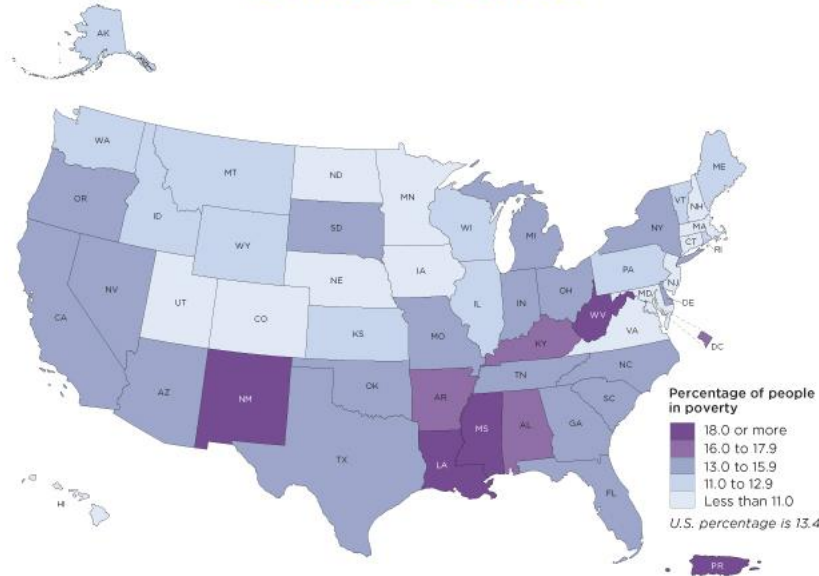 AK
WA
MT
ND
MN
ME
VT
NH
OR
ID
WY
SD
WI
MI
NY
MA
CT
RI
NV
UT
NE
IA
PA
NJ
CA
CO
KS
IL
IN
OH
MD
DE
MO
WV
VA
DC
KY
AZ
NM
OK
AR
TN
NC
TX
LA
MS
AL
GA
SC
FL
HI
PR
Percentage of people
in poverty
18.0 or more
16.0 to 17.9
13.0 to 15.9
11.0 to 12.9
Less than 11.0
U.S. percentage is 13.4